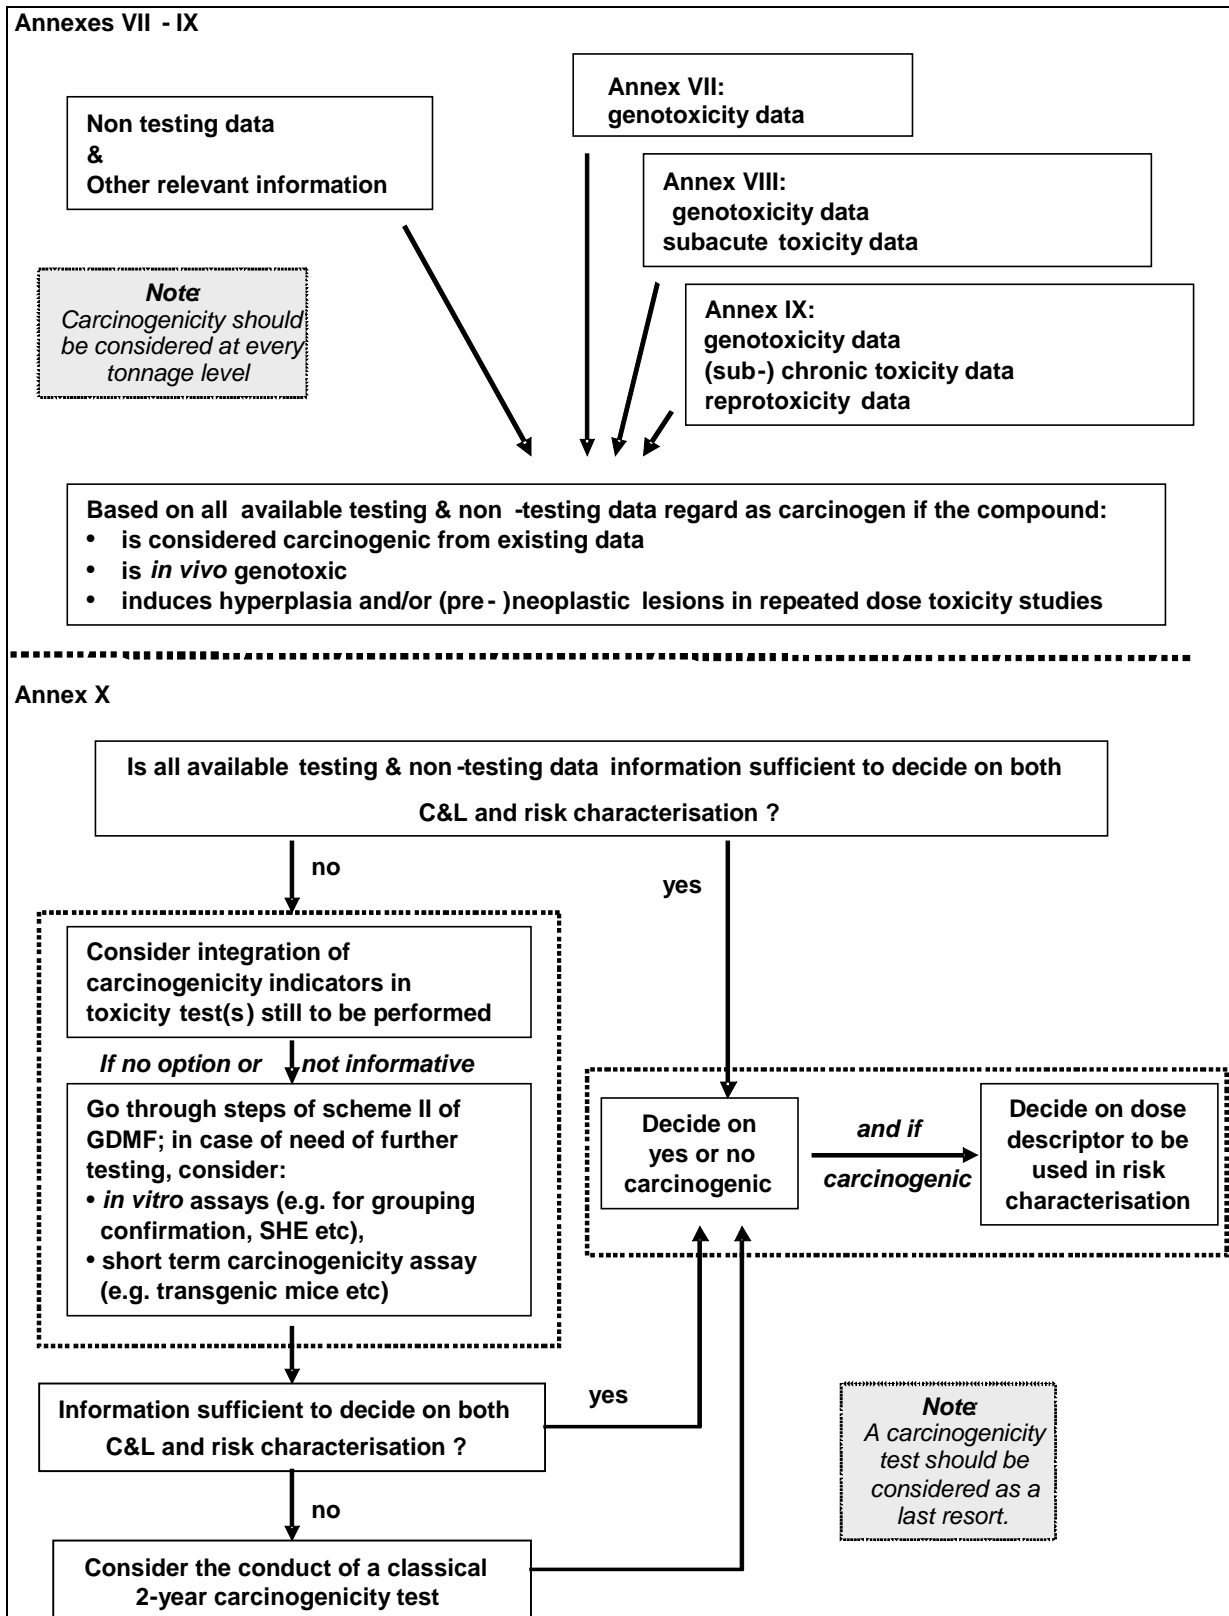 Annexes VII - IX
Annex VII:
genotoxicity data
Non testing data
&
Other relevant information
Annex VIII:
genotoxicity data
subacute toxicity data
Note:
Carcinogenicity should
be considered at every
tonnage level
Annex IX:
genotoxicity data
(sub-) chronic toxicity data
reprotoxicity data
Based on all available testing & non -testing data regard as carcinogen if the compound:
• is considered carcinogenic from existing data
• is in vivo genotoxic
• induces hyperplasia and/or (pre- )neoplastic lesions in repeated dose toxicity studies
Annex X
Is all available testing & non -testing data information sufficient to decide on both
C&L and risk characterisation ?
no
yes
Consider integration of
carcinogenicity indicators in
toxicity test(s) still to be performed
If no option or not informative
Go through steps of scheme II of
GDMF; in case of need of further
testing, consider:
• in vitro assays (e.g. for grouping
confirmation, SHE etc),
• short term carcinogenicity assay
(e.g. transgenic mice etc)
Decide on
yes or no
carcinogenic
and if
carcinogenic
Decide on dose
descriptor to be
used in risk
characterisation
Information sufficient to decide on both
C&L and risk characterisation ?
yes
no
Note:
A carcinogenicity
test should be
considered as a
last resort.
Consider the conduct of a classical
2-year carcinogenicity test